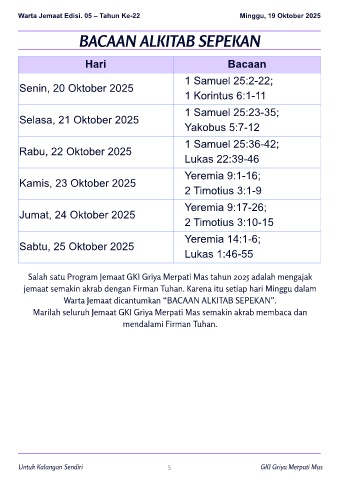 Warta Jemaat Edisi. 05 – Tahun Ke-22 Minggu, 19 Oktober 2025
BACAAN ALKITAB SEPEKAN
Hari Bacaan
Senin, 20 Oktober 2025 1 Samuel 25:2-22;
1 Korintus 6:1-11
Selasa, 21 Oktober 2025 1 Samuel 25:23-35;
Yakobus 5:7-12
Rabu, 22 Oktober 2025 1 Samuel 25:36-42;
Lukas 22:39-46
Kamis, 23 Oktober 2025 Yeremia 9:1-16;
2 Timotius 3:1-9
Jumat, 24 Oktober 2025 Yeremia 9:17-26;
2 Timotius 3:10-15
Sabtu, 25 Oktober 2025 Yeremia 14:1-6;
Lukas 1:46-55
Salah satu Program Jemaat GKI Griya Merpati Mas tahun 2025 adalah mengajak
jemaat semakin akrab dengan Firman Tuhan. Karena itu setiap hari Minggu dalam
Warta Jemaat dicantumkan “BACAAN ALKITAB SEPEKAN”.
Marilah seluruh Jemaat GKI Griya Merpati Mas semakin akrab membaca dan
mendalami Firman Tuhan.
Untuk Kalangan Sendiri 5 GKI Griya Merpati Mas